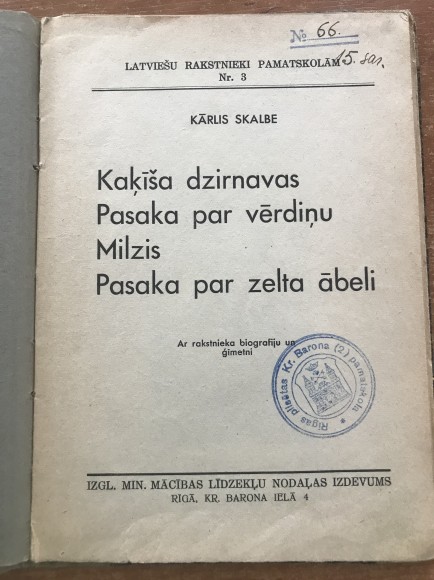 № 66.
15. sar.
LATVIEŠU RAKSTNIEKI PAMATSKOLĀM
Nr. 3
KĀRLIS SKALBE
Kaķīša dzirnavas
Pasaka par vērdiņu
Milzis
Pasaka par zelta ābeli
Ar rakstnieka biografiju un
ģimetni
Rīgas pilsētas Kr. Barona (2) pamatskola
IZGL. MIN. MĀCĪBAS LĪDZEKĻU NODAĻAS IZDEVUMS
RĪGĀ, KR. BARONA IELĀ 4